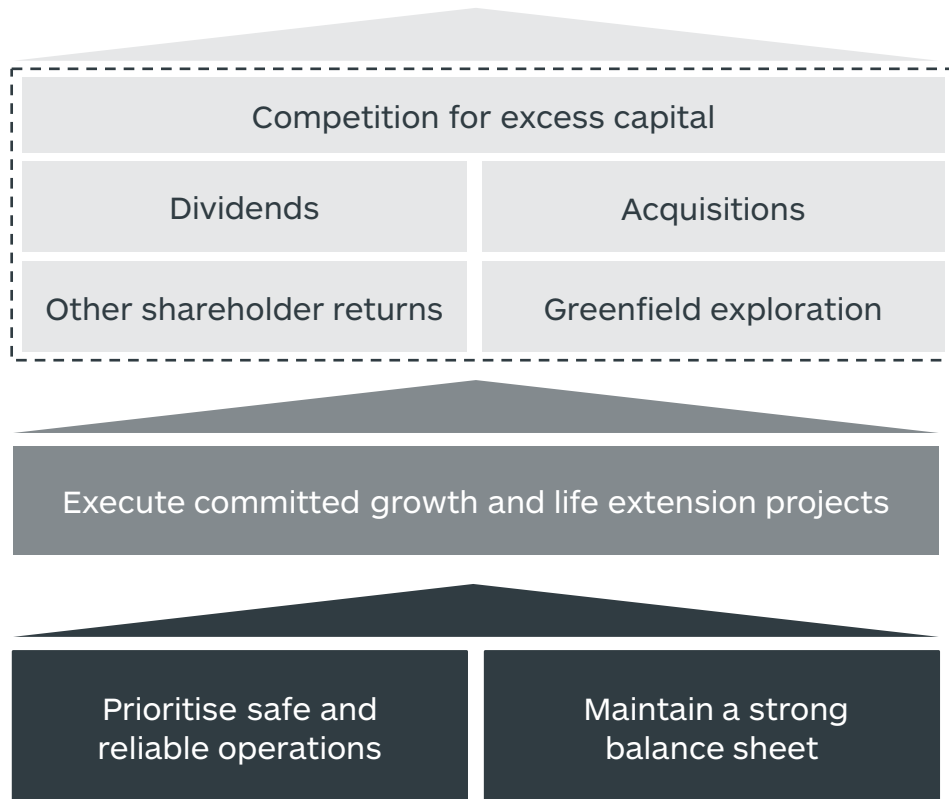 Competition for excess capital
Dividends
Acquisitions
Other shareholder returns
Greenfield exploration
Execute committed growth and life extension projects
Prioritise safe and
reliable operations
Maintain a strong
balance sheet